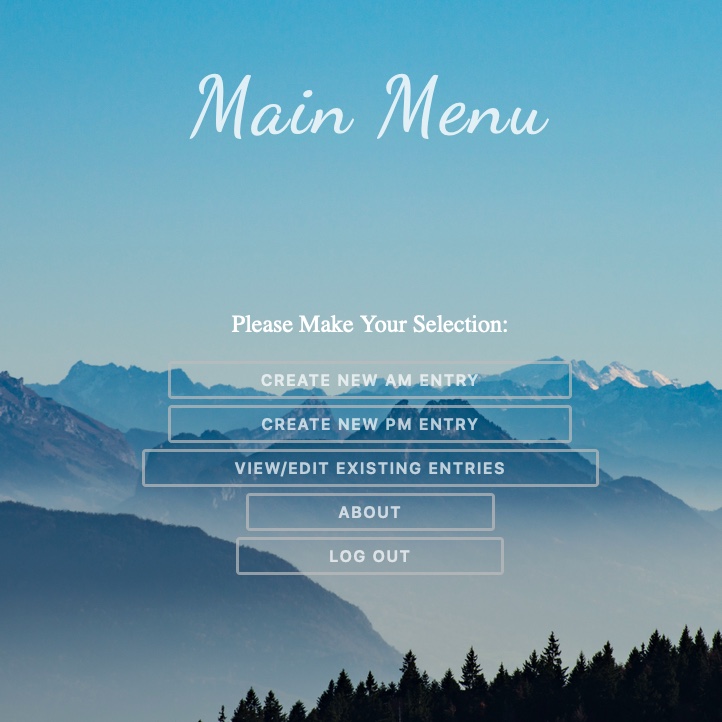 Main Menu
Please Make Your Selection:
CREATE NEW AM ENTRY
CREATE NEW PM ENTRY
VIEW/EDIT EXISTING ENTRIES
ABOUT
LOG OUT